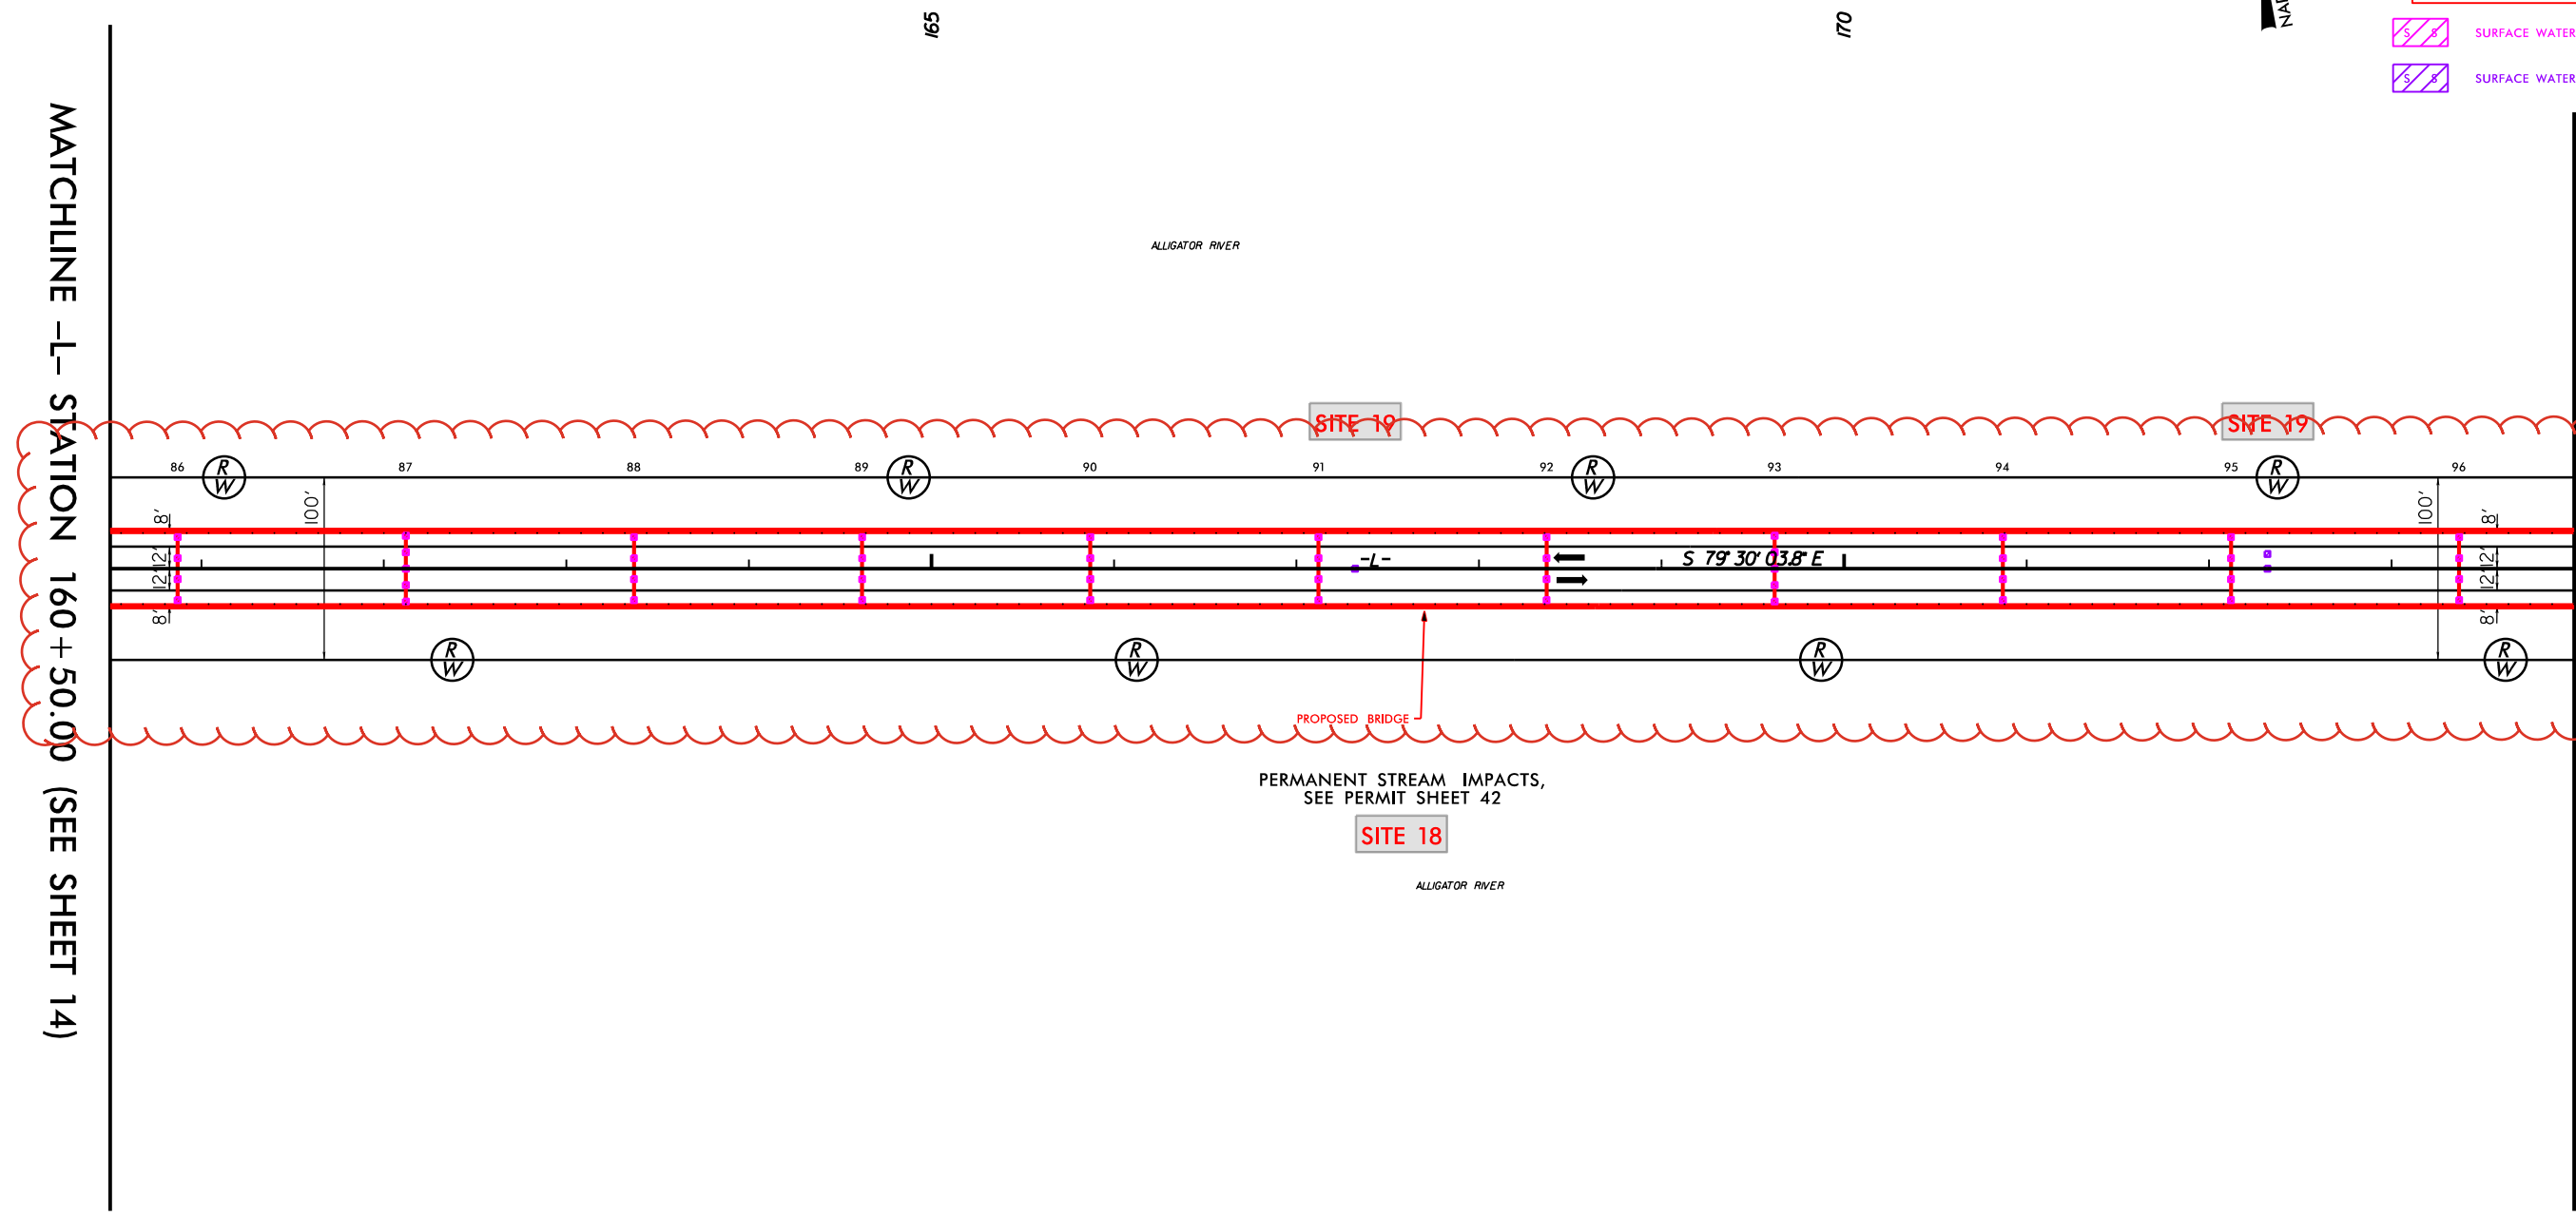 165
170
NAD
S S SURFACE WATER
S S SURFACE WATER
MATCHLINE -L- STATION 160+50.00 (SEE SHEET 14)
ALLIGATOR RIVER
SITE 19
SITE 19
86 87 88 89 90 91 92 93 94 95 96
R W
R W
R W
R W
100'
100'
8'
12'
12'
8'
-L-
S 79° 30' 03.8" E
8'
12'
12'
8'
R W
R W
R W
R W
PROPOSED BRIDGE
PERMANENT STREAM IMPACTS,
SEE PERMIT SHEET 42
SITE 18
ALLIGATOR RIVER